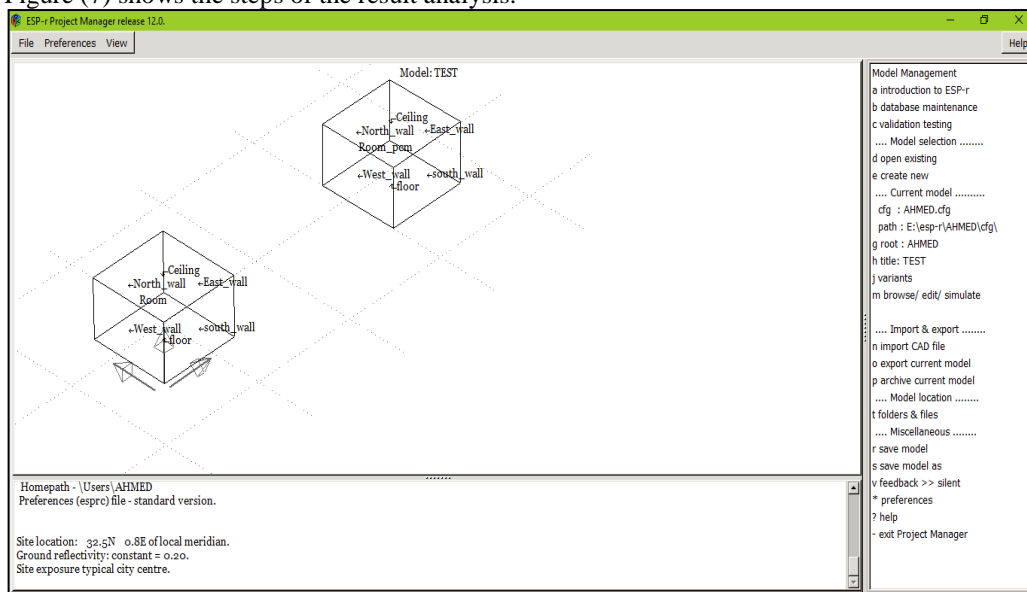 Figure (7) shows the steps of the result analysis.
ESP-r Project Manager release 12.0.
File Preferences View
Help
Model: TEST
Ceiling
North_wall East_wall
Room_pcm
West_wall south_wall
floor
Ceiling
North_wall East_wall
Room
West_wall south_wall
floor
Model Management
a introduction to ESP-r
b database maintenance
c validation testing
.... Model selection ........
d open existing
e create new
.... Current model ..........
cfg : AHMED.cfg
path : E:\esp-r\AHMED\cfg\
g root : AHMED
h title: TEST
j variants
m browse/ edit/ simulate
.... Import & export ........
n import CAD file
o export current model
p archive current model
.... Model location ........
t folders & files
.... Miscellaneous ........
r save model
s save model as
v feedback >> silent
* preferences
? help
- exit Project Manager
Homepath - \Users\AHMED
Preferences (esprc) file - standard version.
Site location: 32.5N 0.8E of local meridian.
Ground reflectivity: constant = 0.20.
Site exposure typical city centre.